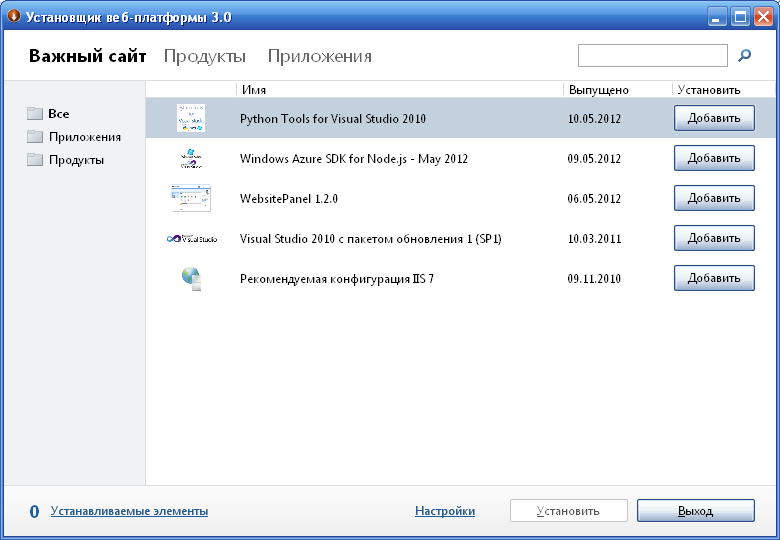 Установщик веб-платформы 3.0
Важный сайт Продукты Приложения
Имя Выпущено Установить
Все
Приложения
Продукты
Python Tools for Visual Studio 2010 10.05.2012 Добавить
Windows Azure SDK for Node.js - May 2012 09.05.2012 Добавить
WebsitePanel 1.2.0 06.05.2012 Добавить
Visual Studio Visual Studio 2010 с пакетом обновления 1 (SP1) 10.03.2011 Добавить
Рекомендуемая конфигурация IIS 7 09.11.2010 Добавить
0 Устанавливаемые элементы Настройки Установить Выход